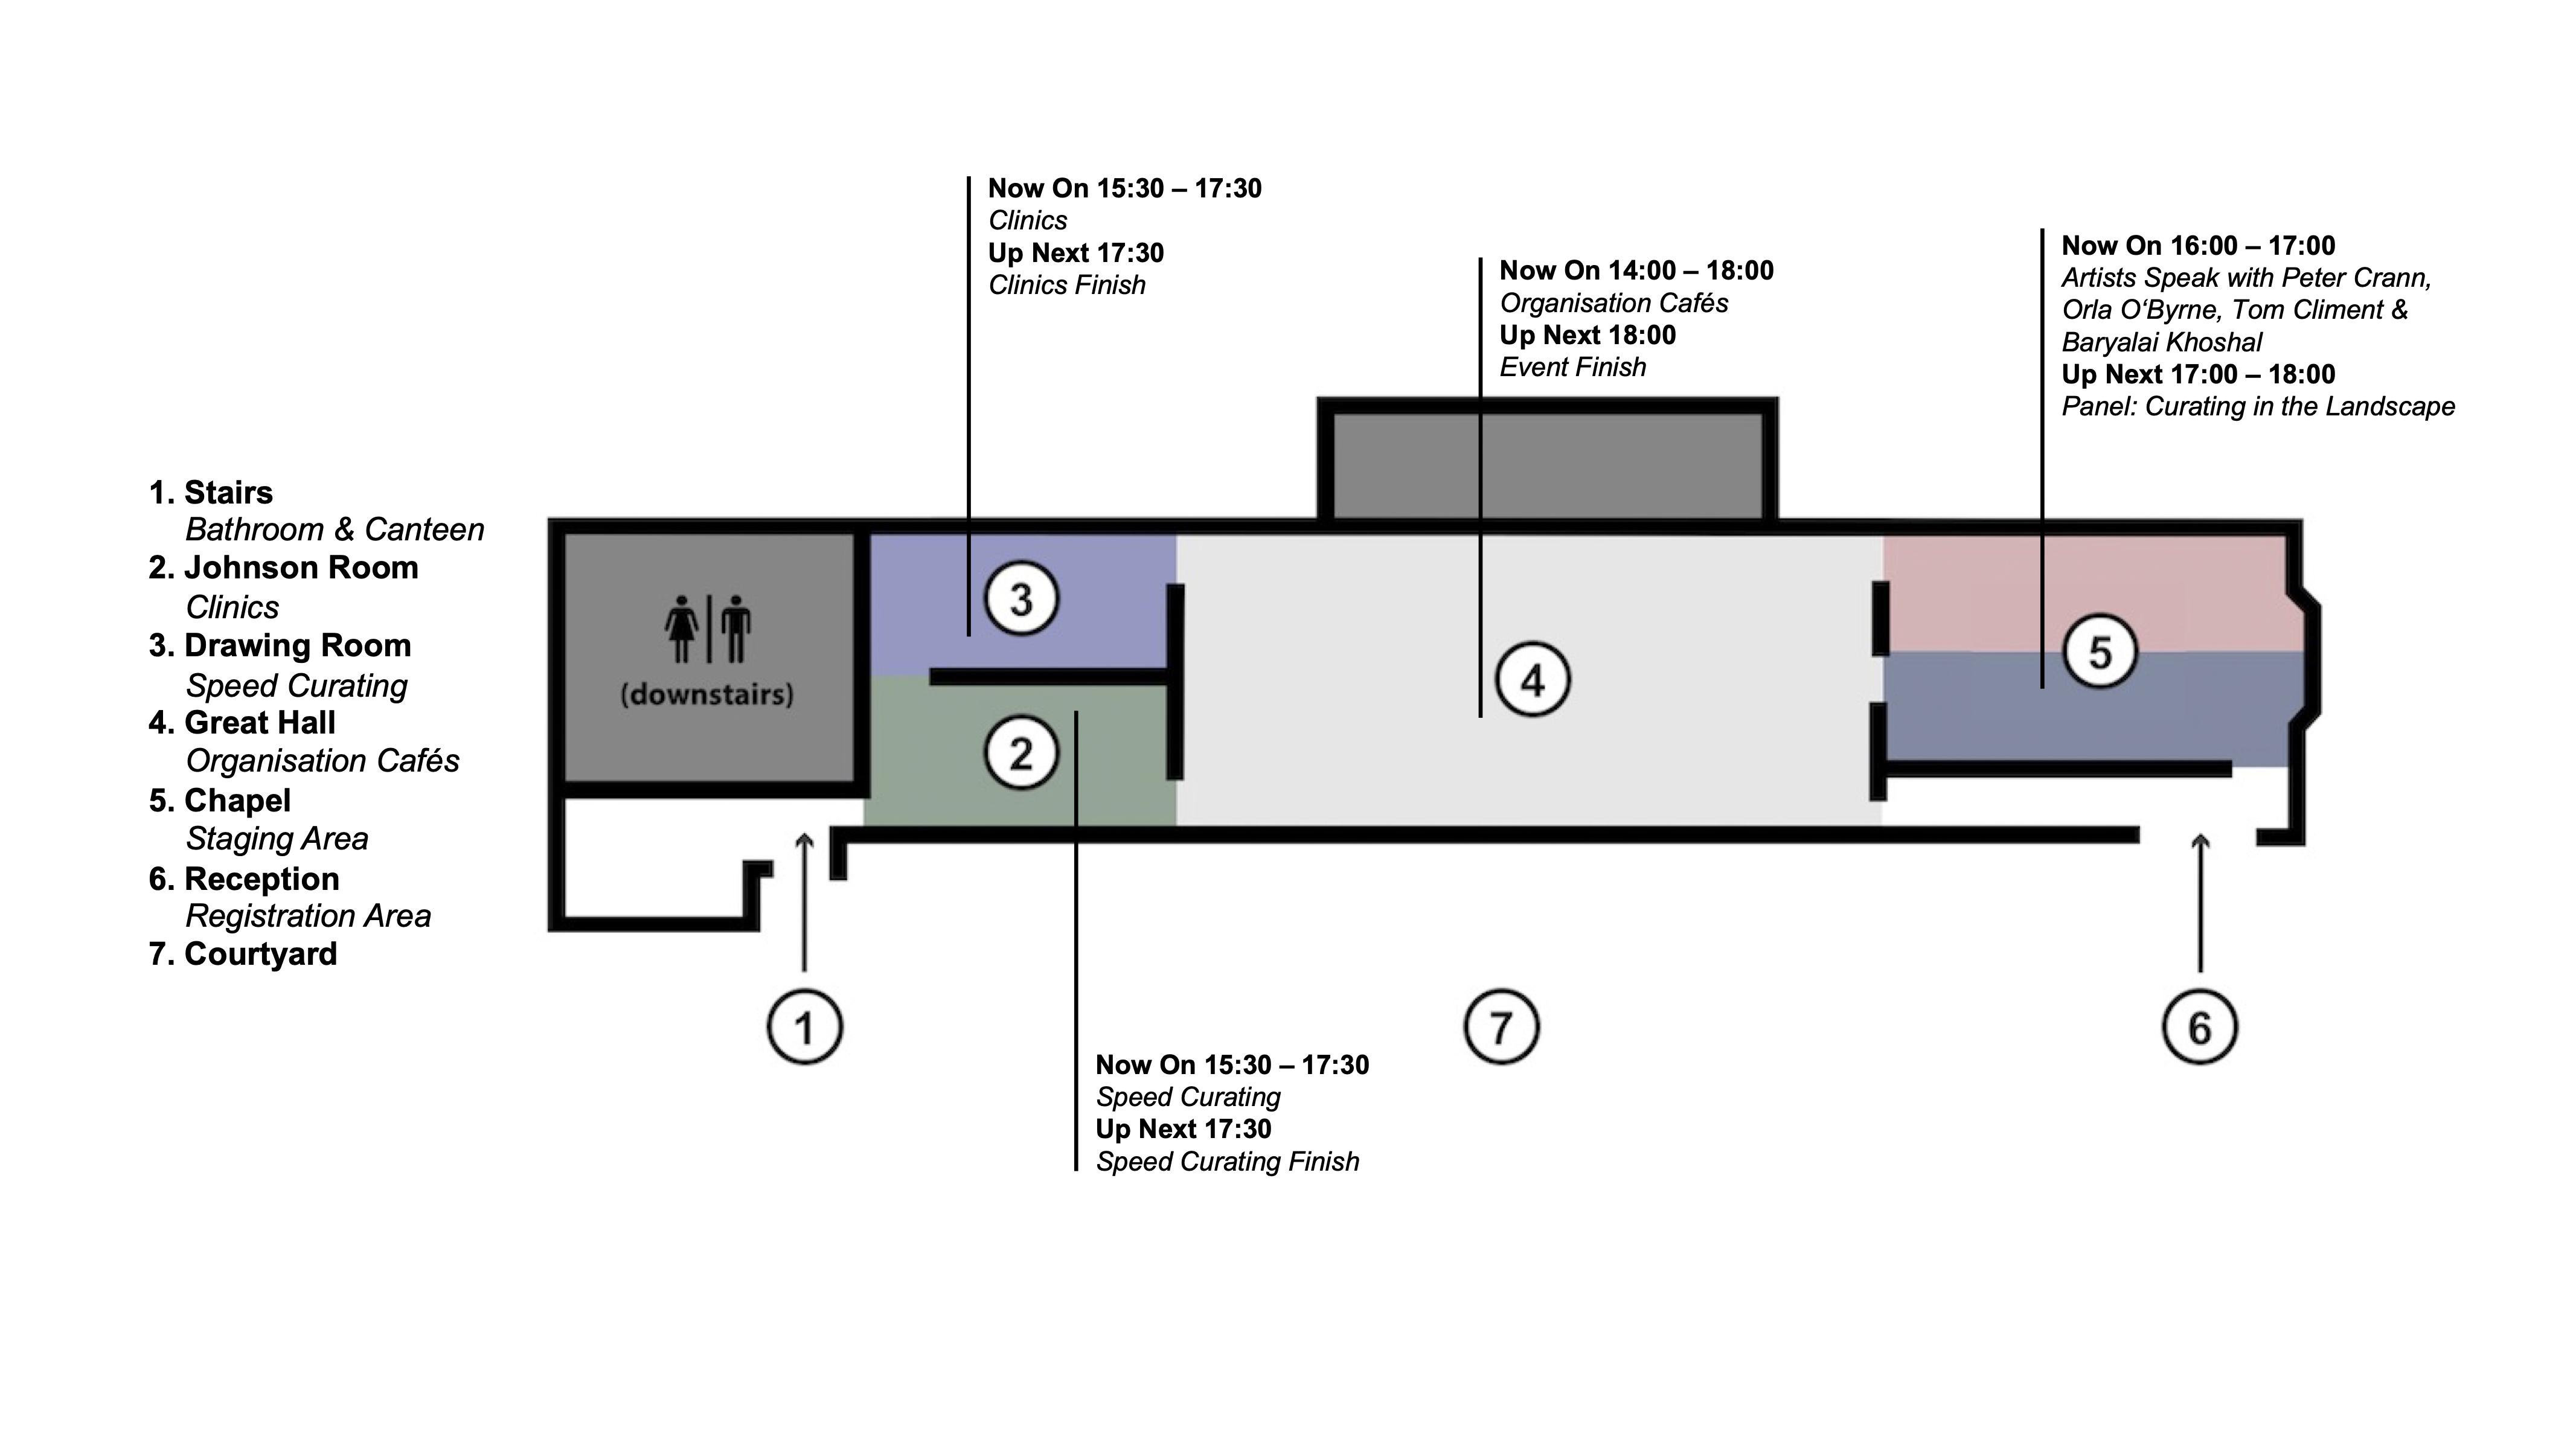 Now On 15:30 – 17:30
Clinics
Up Next 17:30
Clinics Finish
Now On 14:00 – 18:00
Organisation Cafés
Up Next 18:00
Event Finish
Now On 16:00 – 17:00
Artists Speak with Peter Crann,
Orla O‘Byrne, Tom Climent &
Baryalai Khoshal
Up Next 17:00 – 18:00
Panel: Curating in the Landscape
1. Stairs
Bathroom & Canteen
2. Johnson Room
Clinics
3. Drawing Room
Speed Curating
4. Great Hall
Organisation Cafés
5. Chapel
Staging Area
6. Reception
Registration Area
7. Courtyard
(downstairs)
3
2
4
5
1
7
6
Now On 15:30 – 17:30
Speed Curating
Up Next 17:30
Speed Curating Finish